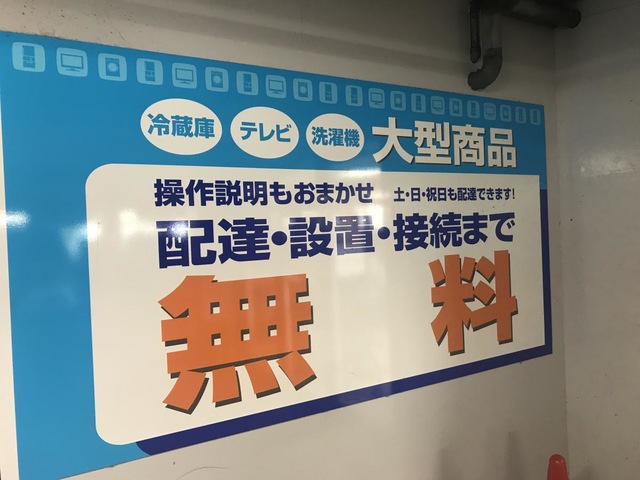 冷蔵庫 テレビ 洗濯機 大型商品
操作説明もおまかせ 土・日・祝日も配達できます!
配達・設置・接続まで
無料